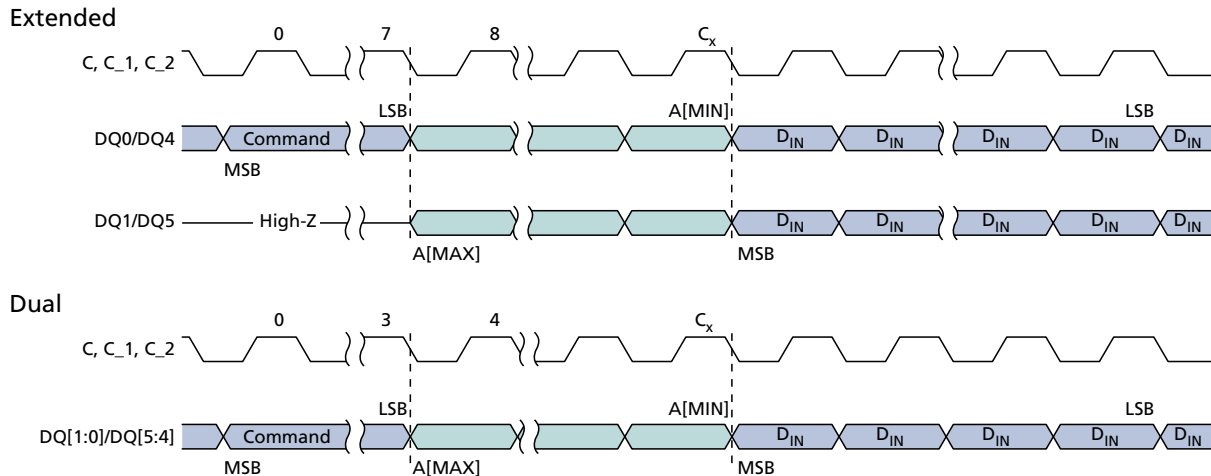 Extended
0 7 8 Cx
C, C_1, C_2
LSB A[MIN] LSB
DQ0/DQ4 Command DIN DIN DIN DIN DIN
MSB
DQ1/DQ5 High-Z DIN DIN DIN DIN DIN
A[MAX] MSB
Dual
0 3 4 Cx
C, C_1, C_2
LSB A[MIN] LSB
DQ[1:0]/DQ[5:4] Command DIN DIN DIN DIN DIN
MSB A[MAX] MSB